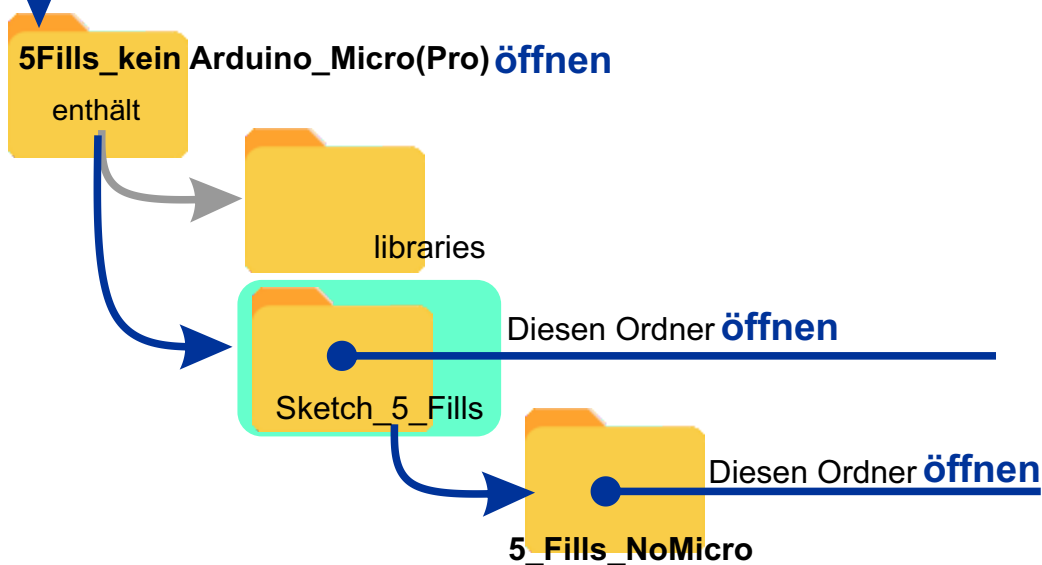 5Fills_kein Arduino_Micro(Pro) öffnen
enthält
libraries
Diesen Ordner öffnen
Sketch_5_Fills
Diesen Ordner öffnen
5_Fills_NoMicro